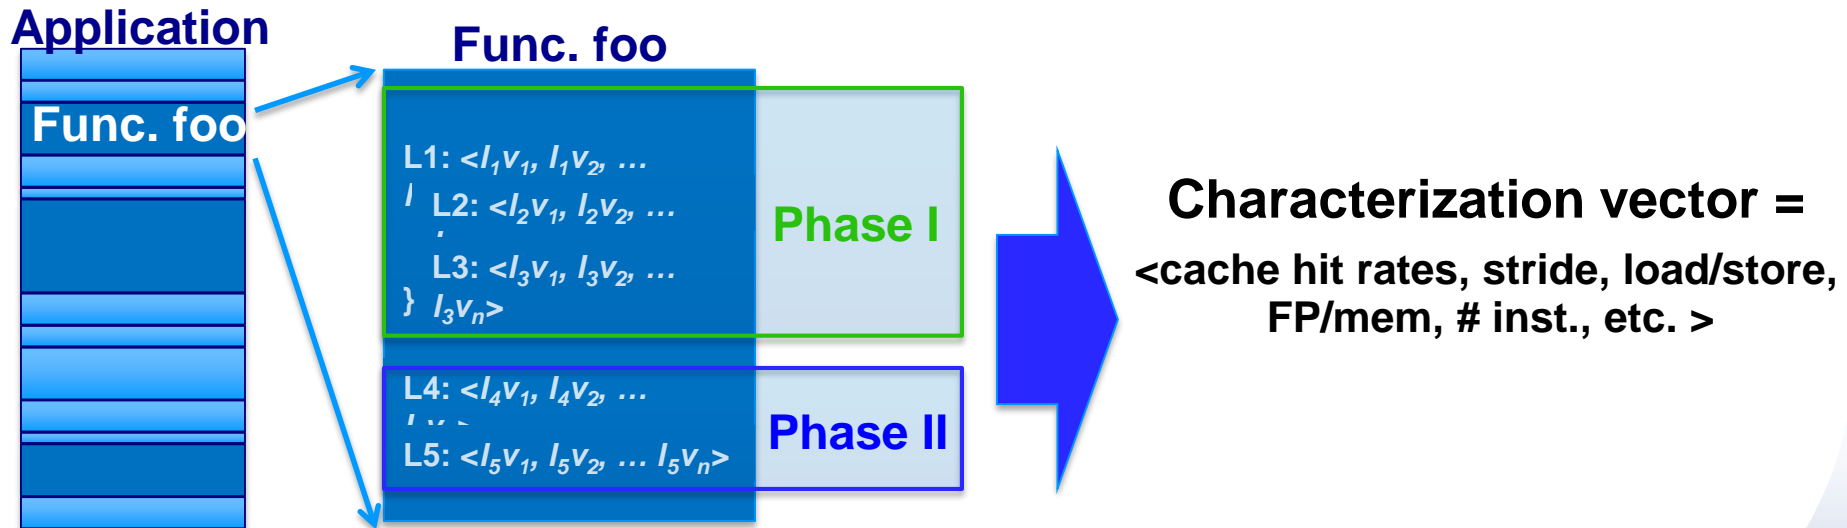 Application
Func. foo
Func. foo
L1: <l₁v₁, l₁v₂, …
L2: <l₂v₁, l₂v₂, …
L3: <l₃v₁, l₃v₂, …
} l₃vₙ>
Phase I
L4: <l₄v₁, l₄v₂, …
L5: <l₅v₁, l₅v₂, … l₅vₙ>
Phase II
Characterization vector =
<cache hit rates, stride, load/store,
FP/mem, # inst., etc. >